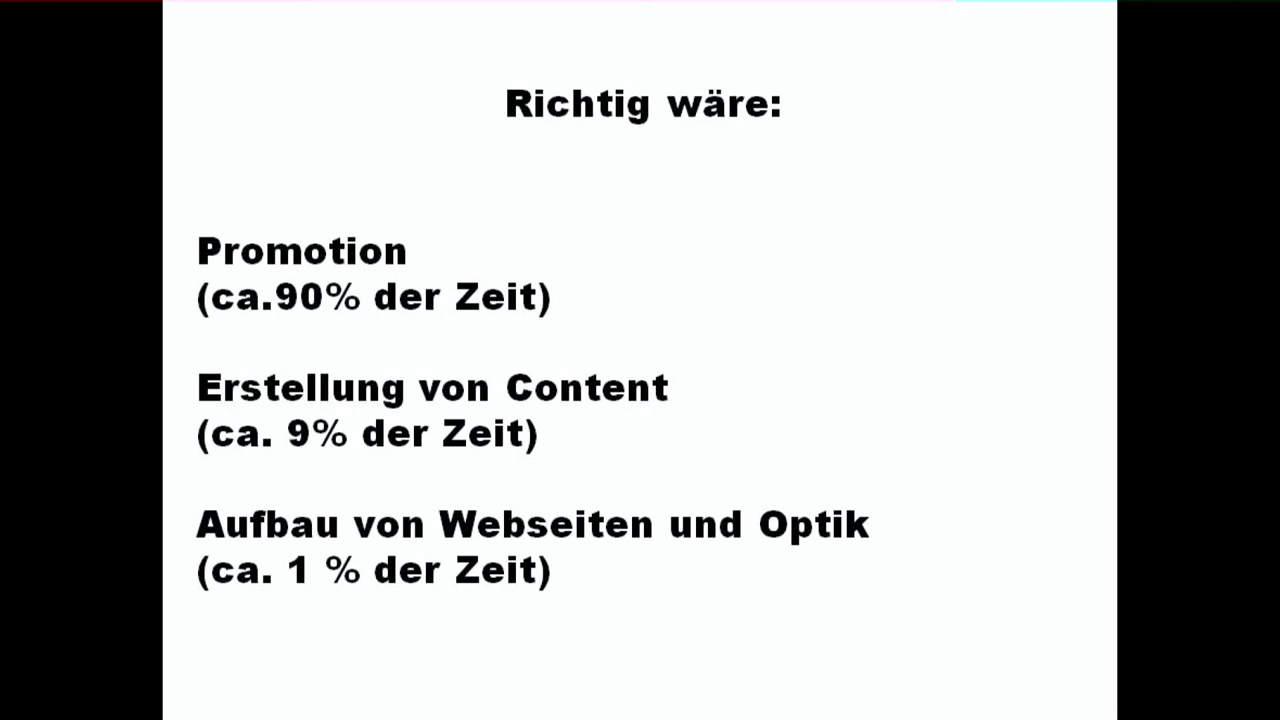 Richtig wäre:
Promotion
(ca.90% der Zeit)
Erstellung von Content
(ca. 9% der Zeit)
Aufbau von Webseiten und Optik
(ca. 1 % der Zeit)